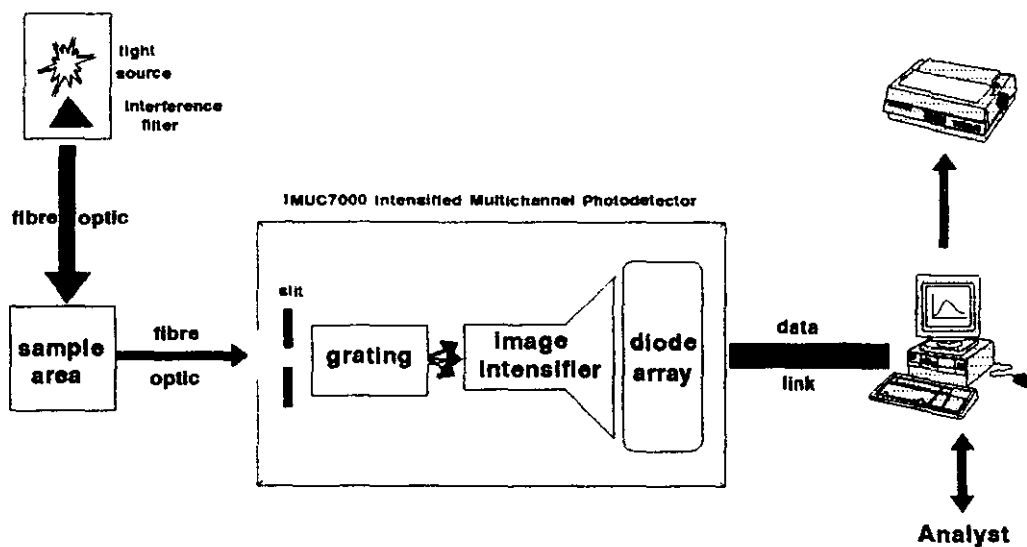 light
source
interference
filter
fibre optic
IMUC7000 Intensified Multichannel Photodetector
sample
area
fibre
optic
slit
grating
image
intensifier
diode
array
data
link
Analyst